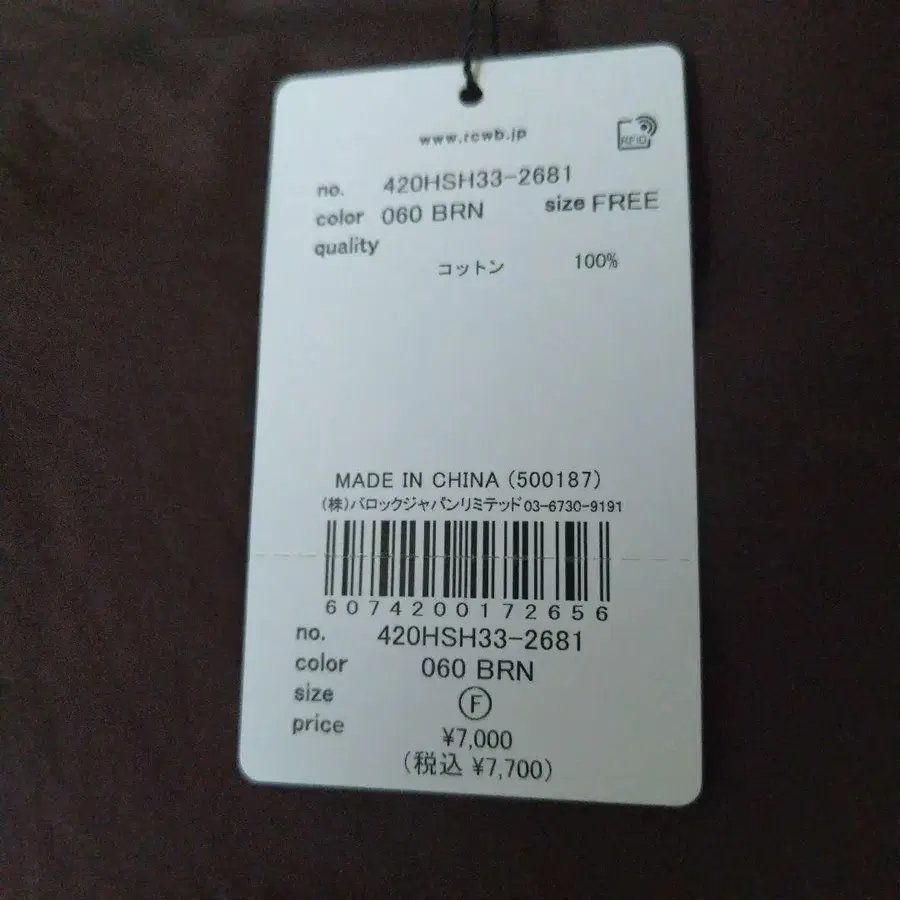 www.rcwb.jp
RFID
no. 420HSH33-2681
color 060 BRN size FREE
quality
コットン 100%
MADE IN CHINA (500187)
(株)バロックジャパンリミテッド 03-6730-9191
6074200172656
no. 420HSH33-2681
color 060 BRN
size F
price ¥7,000
(税込 ¥7,700)